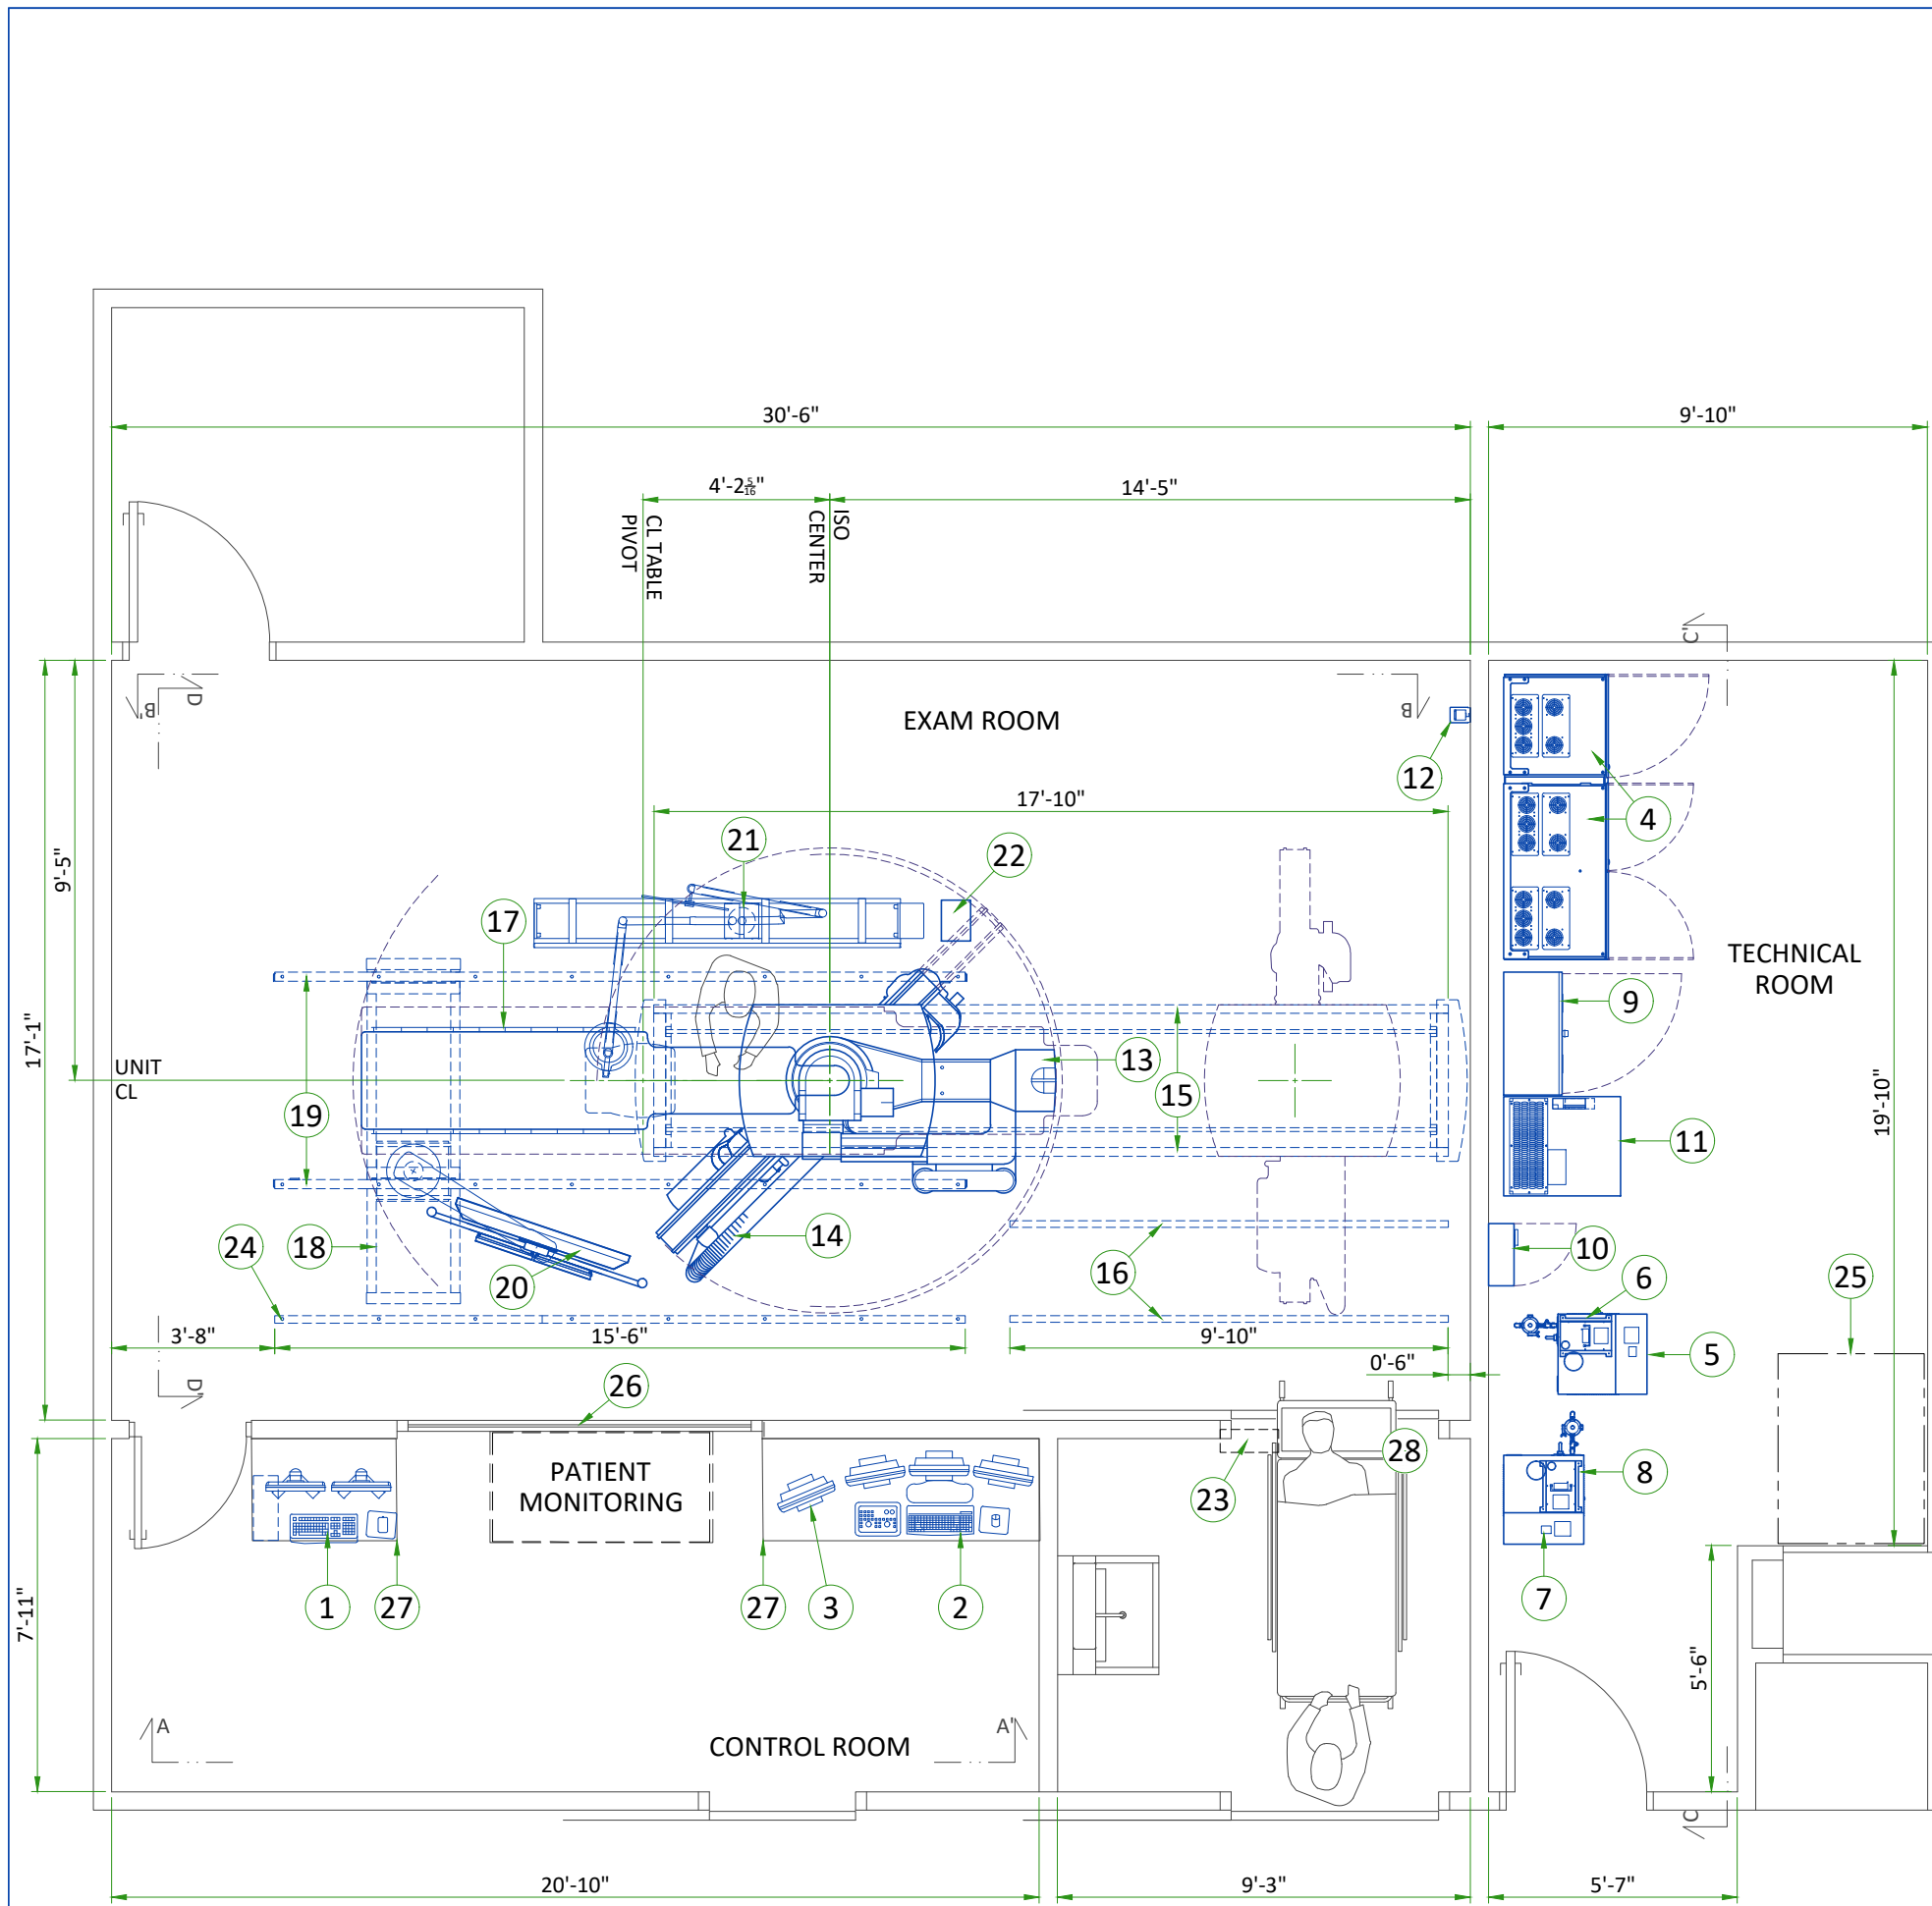 30'-6"
9'-10"
4'-2 5/16"
14'-5"
CL TABLE
PIVOT
ISO
CENTER
C'
B'
D
EXAM ROOM
B
12
4
17'-10"
9'-5"
21
22
17
TECHNICAL
ROOM
9
17'-1"
UNIT
CL
13
15
19
19'-10"
11
24
18
20
14
16
10
6
25
3'-8"
15'-6"
9'-10"
0'-6"
5
D'
26
28
PATIENT
MONITORING
23
8
1
27
27
3
2
7
7'-11"
5'-6"
A
A'
CONTROL ROOM
C
20'-10"
9'-3"
5'-7"